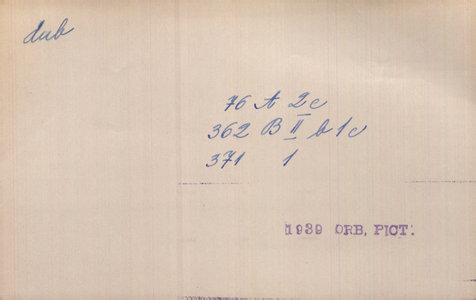 dub
76 A 2c
362 B II b 1c
371 1
1939 ORB, PICT.